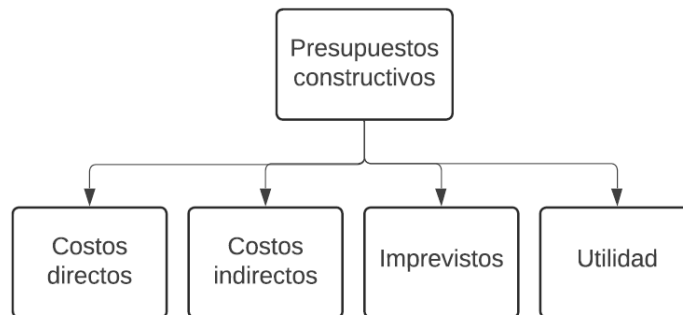 Presupuestos
constructivos
Costos
directos
Costos
indirectos
Imprevistos
Utilidad